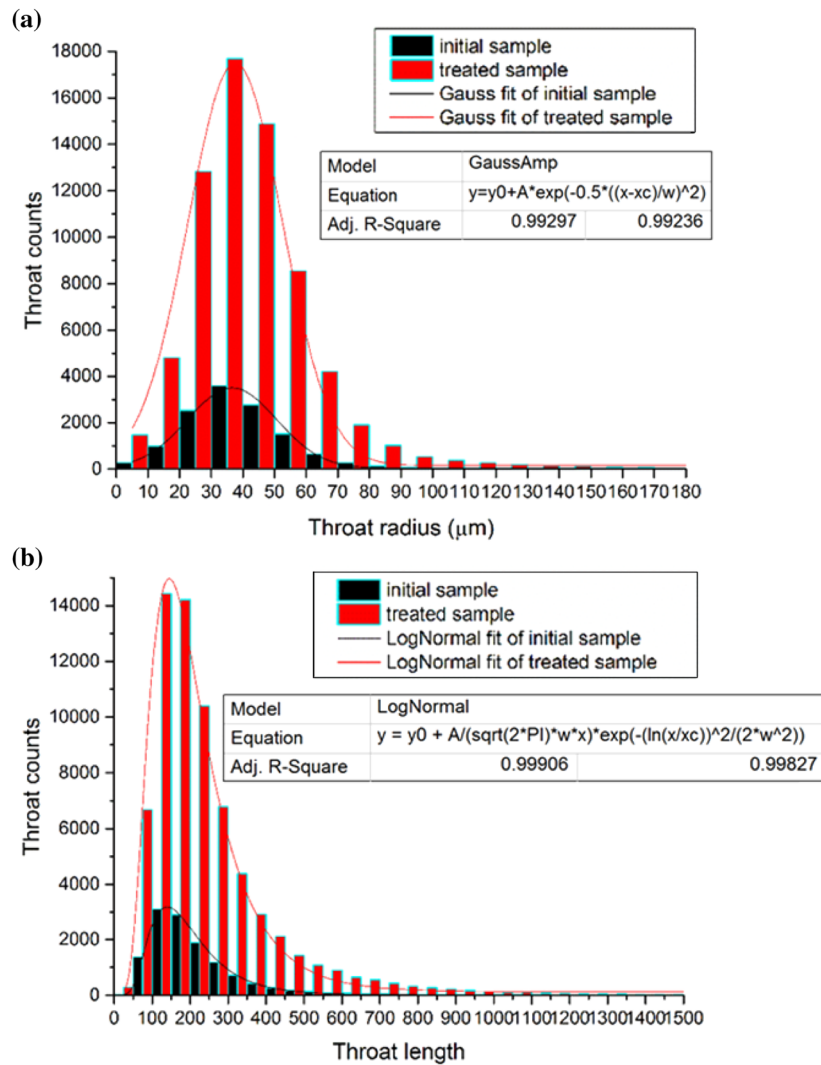 (a)
initial sample
treated sample
Gauss fit of initial sample
Gauss fit of treated sample
Model GaussAmp
Equation y=y0+A*exp(-0.5*((x-xc)/w)^2)
Adj. R-Square 0.99297 0.99236
18000
16000
14000
12000
10000
8000
6000
4000
2000
0
Throat counts
0 10 20 30 40 50 60 70 80 90 100 110 120 130 140 150 160 170 180
Throat radius (μm)
(b)
initial sample
treated sample
LogNormal fit of initial sample
LogNormal fit of treated sample
Model LogNormal
Equation y = y0 + A/(sqrt(2*PI)*w*x)*exp(-(ln(x/xc))^2/(2*w^2))
Adj. R-Square 0.99906 0.99827
14000
12000
10000
8000
6000
4000
2000
0
Throat counts
0 100 200 300 400 500 600 700 800 900 1000 1100 1200 1300 1400 1500
Throat length